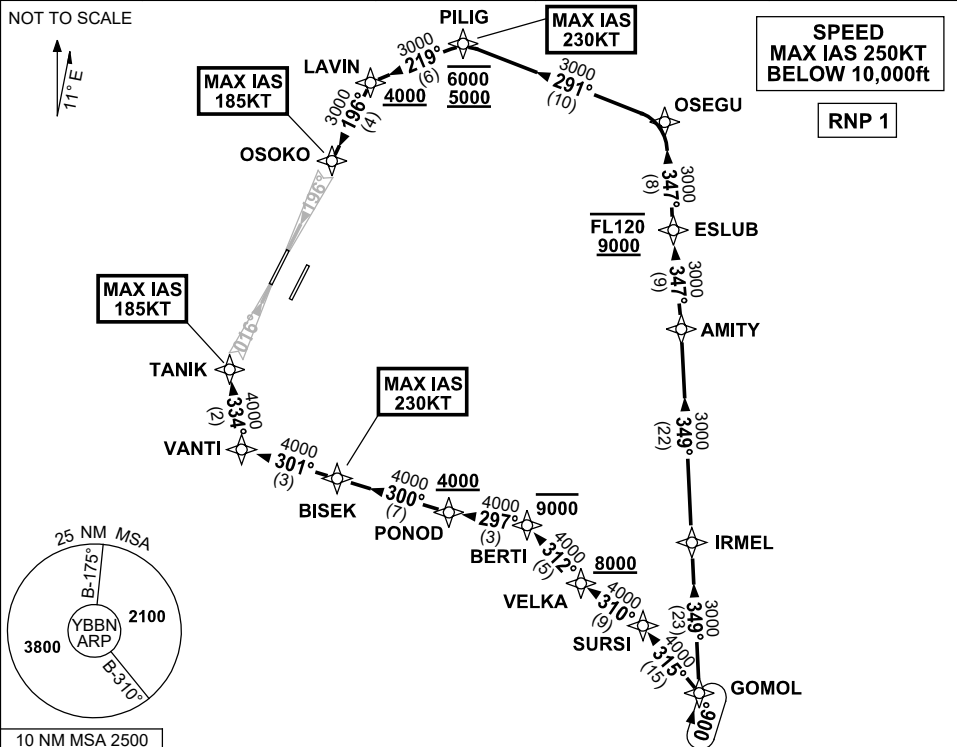 NOT TO SCALE
11° E
PILIG
MAX IAS
230KT
SPEED
MAX IAS 250KT
BELOW 10,000ft
RNP 1
3000
219°
(6)
LAVIN
4000
6000
5000
3000
291°
(10)
OSEGU
MAX IAS
185KT
3000
196°
(4)
OSOKO
196°
3000
347°
(8)
FL120
9000
ESLUB
3000
347°
(9)
AMITY
MAX IAS
185KT
016°
TANIK
4000
334°
(2)
VANTI
MAX IAS
230KT
4000
301°
(3)
BISEK
4000
300°
(7)
4000
PONOD
4000
297°
(3)
9000
BERTI
4000
312°
(5)
8000
VELKA
4000
310°
(9)
SURSI
4000
315°
(15)
3000
349°
(22)
IRMEL
3000
349°
(23)
GOMOL
006°
25 NM MSA
B-175°
YBBN
ARP
2100
3800
B-310°
10 NM MSA 2500